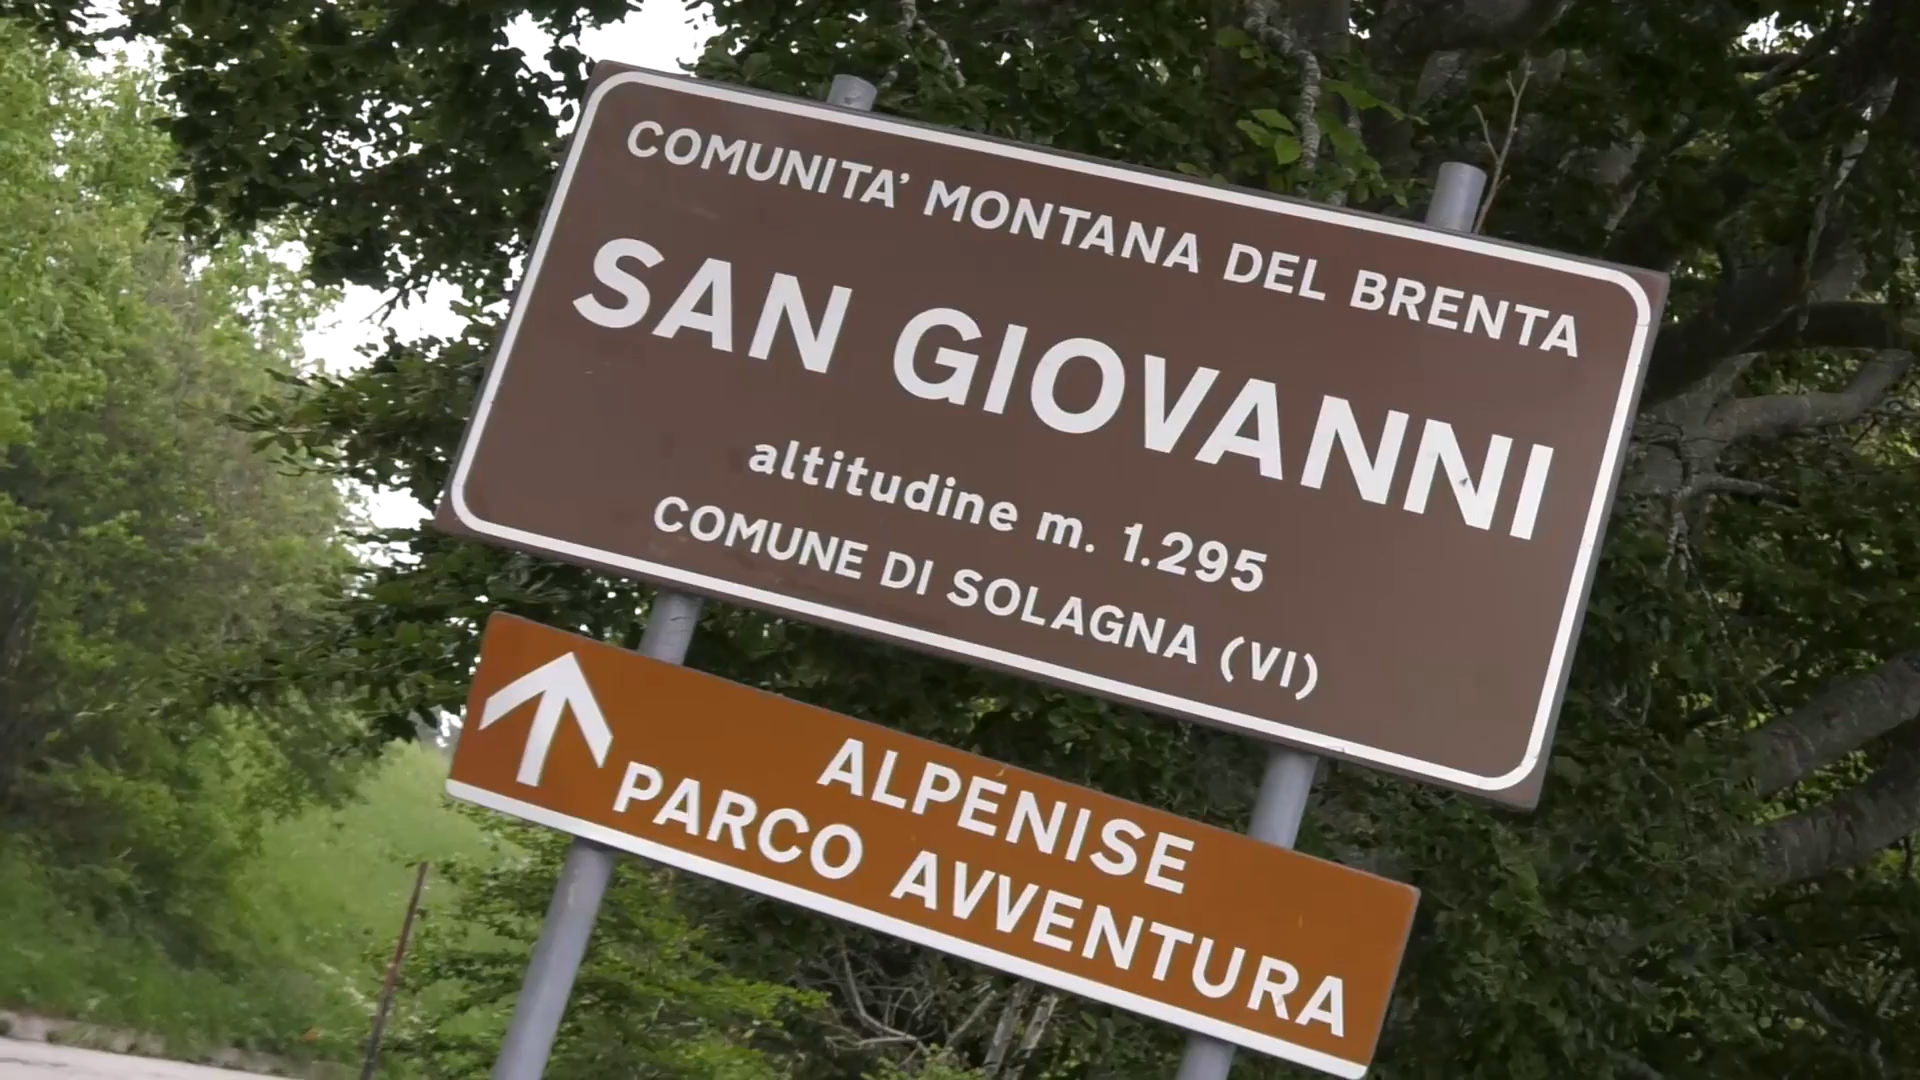 COMUNITA' MONTANA DEL BRENTA
SAN GIOVANNI
altitudine m. 1.295
COMUNE DI SOLAGNA (VI)
ALPENISE
PARCO AVVENTURA